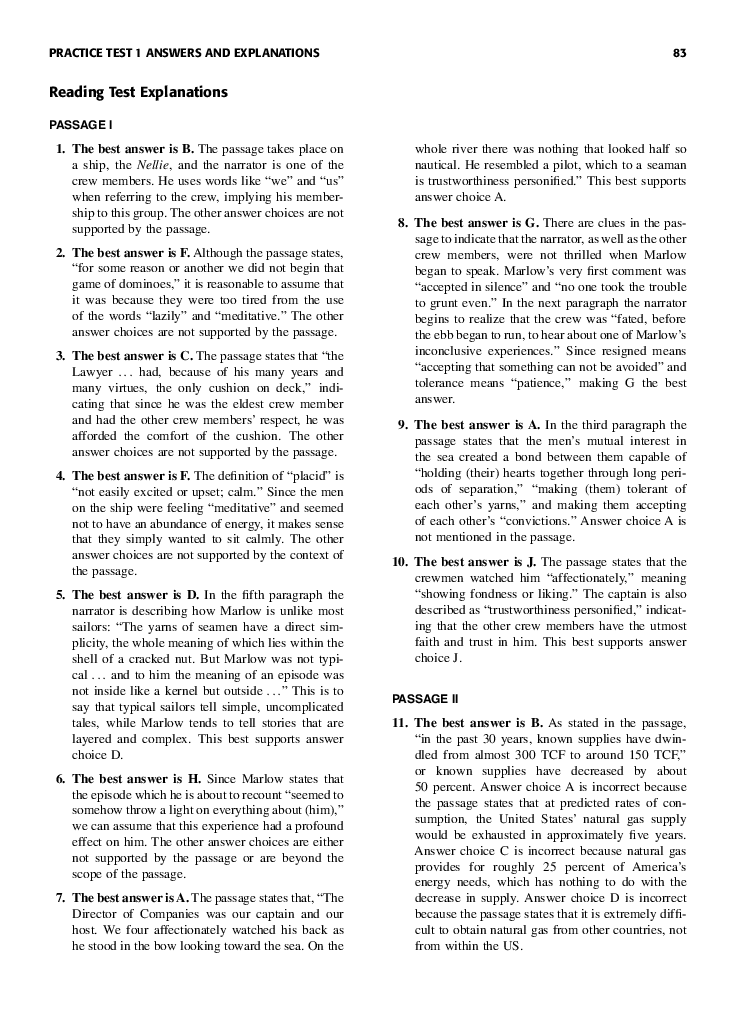 PRACTICE TEST 1 ANSWERS AND EXPLANATIONS 83
Reading Test Explanations
PASSAGE I
1. The best answer is B. The passage takes place on
a ship, the Nellie, and the narrator is one of the
crew members. He uses words like “we” and “us”
when referring to the crew, implying his member-
ship to this group. The other answer choices are not
supported by the passage.
2. The best answer is F. Although the passage states,
“for some reason or another we did not begin that
game of dominoes,” it is reasonable to assume that
it was because they were too tired from the use
of the words “lazily” and “meditative.” The other
answer choices are not supported by the passage.
3. The best answer is C. The passage states that “the
Lawyer ... had, because of his many years and
many virtues, the only cushion on deck,” indi-
cating that since he was the eldest crew member
and had the other crew members’ respect, he was
afforded the comfort of the cushion. The other
answer choices are not supported by the passage.
4. The best answer is F. The definition of “placid” is
“not easily excited or upset; calm.” Since the men
on the ship were feeling “meditative” and seemed
not to have an abundance of energy, it makes sense
that they simply wanted to sit calmly. The other
answer choices are not supported by the context of
the passage.
5. The best answer is D. In the fifth paragraph the
narrator is describing how Marlow is unlike most
sailors: “The yarns of seamen have a direct sim-
plicity, the whole meaning of which lies within the
shell of a cracked nut. But Marlow was not typi-
cal ... and to him the meaning of an episode was
not inside like a kernel but outside ...” This is to
say that typical sailors tell simple, uncomplicated
tales, while Marlow tends to tell stories that are
layered and complex. This best supports answer
choice D.
6. The best answer is H. Since Marlow states that
the episode which he is about to recount “seemed to
somehow throw a light on everything about (him),”
we can assume that this experience had a profound
effect on him. The other answer choices are either
not supported by the passage or are beyond the
scope of the passage.
7. The best answer is A. The passage states that, “The
Director of Companies was our captain and our
host. We four affectionately watched his back as
he stood in the bow looking toward the sea. On the
whole river there was nothing that looked half so
nautical. He resembled a pilot, which to a seaman
is trustworthiness personified.” This best supports
answer choice A.
8. The best answer is G. There are clues in the pas-
sage to indicate that the narrator, as well as the other
crew members, were not thrilled when Marlow
began to speak. Marlow’s very first comment was
“accepted in silence” and “no one took the trouble
to grunt even.” In the next paragraph the narrator
begins to realize that the crew was “fated, before
the ebb began to run, to hear about one of Marlow’s
inconclusive experiences.” Since resigned means
“accepting that something can not be avoided” and
tolerance means “patience,” making G the best
answer.
9. The best answer is A. In the third paragraph the
passage states that the men’s mutual interest in
the sea created a bond between them capable of
“holding (their) hearts together through long peri-
ods of separation,” “making (them) tolerant of
each other’s yarns,” and making them accepting
of each other’s “convictions.” Answer choice A is
not mentioned in the passage.
10. The best answer is J. The passage states that the
crewmen watched him “affectionately,” meaning
“showing fondness or liking.” The captain is also
described as “trustworthiness personified,” indicat-
ing that the other crew members have the utmost
faith and trust in him. This best supports answer
choice J.
PASSAGE II
11. The best answer is B. As stated in the passage,
“in the past 30 years, known supplies have dwin-
dled from almost 300 TCF to around 150 TCF,”
or known supplies have decreased by about
50 percent. Answer choice A is incorrect because
the passage states that at predicted rates of con-
sumption, the United States’ natural gas supply
would be exhausted in approximately five years.
Answer choice C is incorrect because natural gas
provides for roughly 25 percent of America’s
energy needs, which has nothing to do with the
decrease in supply. Answer choice D is incorrect
because the passage states that it is extremely diffi-
cult to obtain natural gas from other countries, not
from within the US.